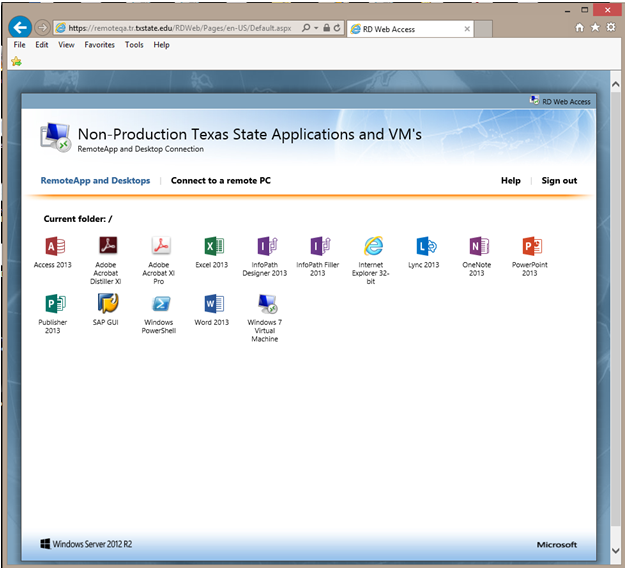 https://remoteqa.tr.txstate.edu/RDWeb/Pages/en-US/Default.aspx
RD Web Access
File Edit View Favorites Tools Help
RD Web Access
Non-Production Texas State Applications and VM's
RemoteApp and Desktop Connection
RemoteApp and Desktops | Connect to a remote PC
Help | Sign out
Current folder: /
Access 2013
Adobe
Acrobat
Distiller XI
Adobe
Acrobat XI
Pro
Excel 2013
InfoPath
Designer 2013
InfoPath Filler
2013
Internet
Explorer 32-
bit
Lync 2013
OneNote
2013
PowerPoint
2013
Publisher
2013
SAP GUI
Windows
PowerShell
Word 2013
Windows 7
Virtual
Machine
Windows Server 2012 R2
Microsoft